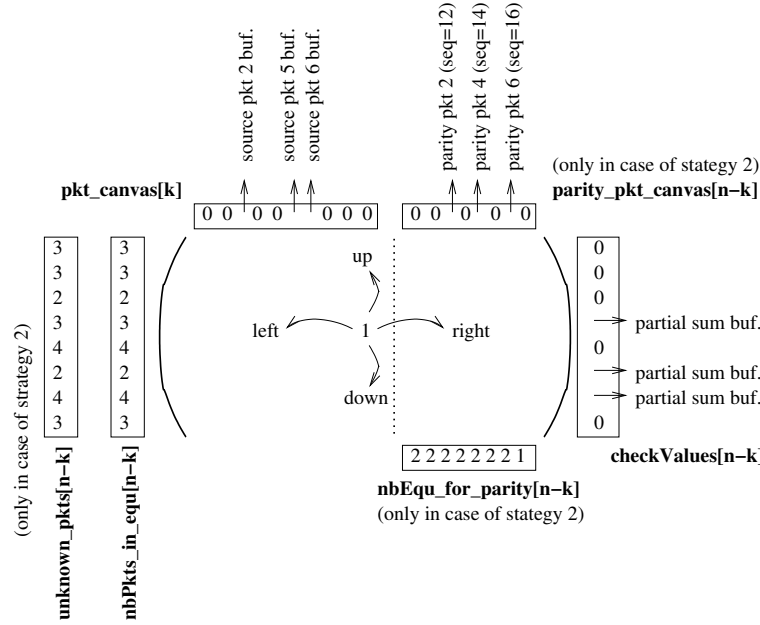 source pkt 2 buf.
source pkt 5 buf.
source pkt 6 buf.
parity pkt 2 (seq=12)
parity pkt 4 (seq=14)
parity pkt 6 (seq=16)
(only in case of stategy 2)
pkt_canvas[k]
parity_pkt_canvas[n−k]
0 0 0 0 0 0 0
0 0 0 0 0
3 3 0
3 3 0
2 2 0
3 3 partial sum buf.
4 4 0
2 2 partial sum buf.
4 4 partial sum buf.
3 3 0
up
left 1 right
down
2 2 2 2 2 2 2 1
checkValues[n−k]
nbEqu_for_parity[n−k]
(only in case of stategy 2)
(only in case of strategy 2)
unknown_pkts[n−k]
nbPkts_in_equ[n−k]